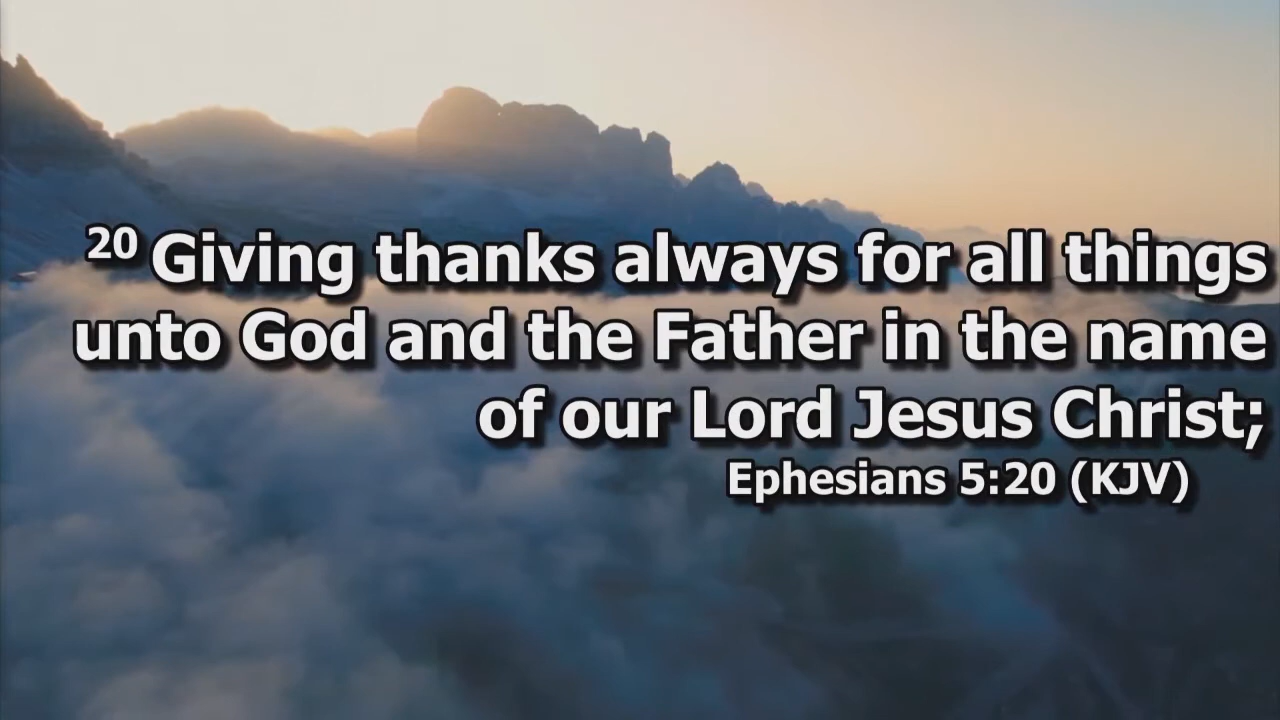 20 Giving thanks always for all things
unto God and the Father in the name
of our Lord Jesus Christ;
Ephesians 5:20 (KJV)